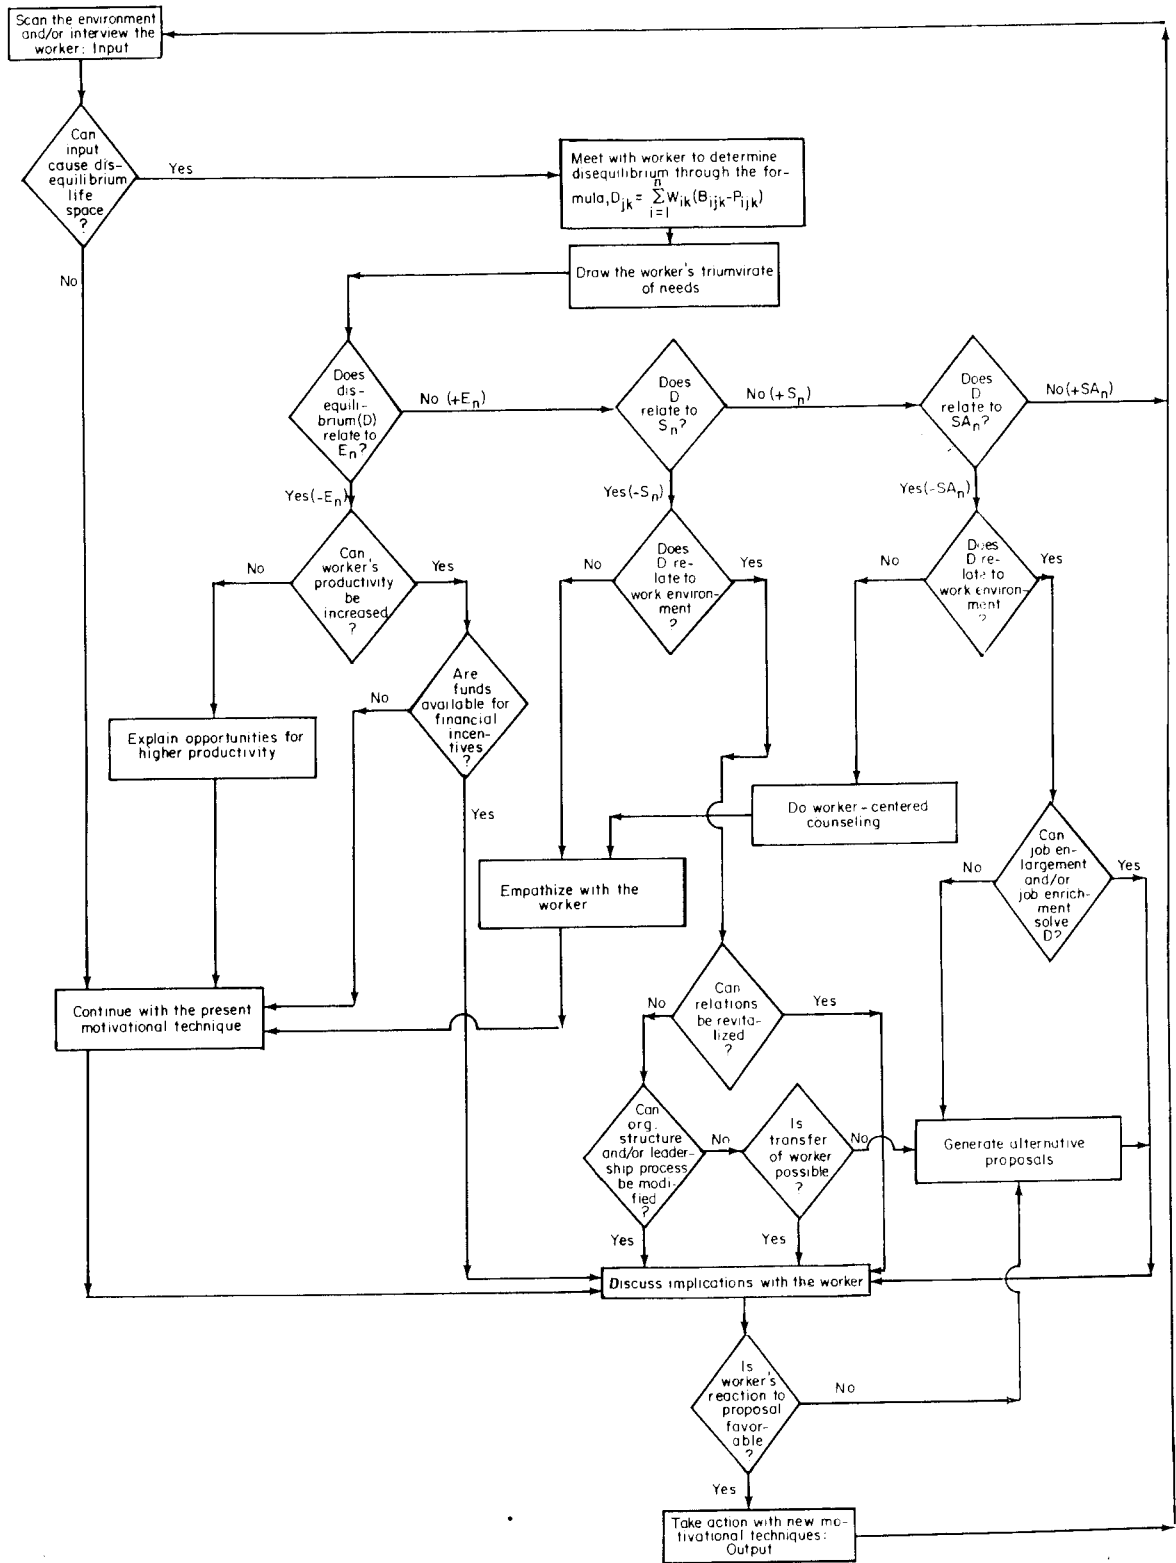 Scan the environment
and/or interview the
worker: Input
Can
input
cause dis-
equilibrium
life
space
?
Yes
No
Meet with worker to determine
disequilibrium through the for-
mula, D_jk = n∑i=1 W_ik (B_ijk-P_ijk)
Draw the worker's triumvirate
of needs
Does
dis-
equili-
brium(D)
relate to
E_n?
No (+E_n)
Does
D
relate to
S_n?
No (+S_n)
Does
D
relate to
SA_n?
No (+SA_n)
Yes(-E_n)
Yes(-S_n)
Yes(-SA_n)
Can
worker's
productivity
be
increased
?
No
Yes
Does
D re-
late to
work environ-
ment
?
No
Yes
Does
D re-
late to
work environ-
ment
?
No
Yes
Are
funds
available for
financial
incen-
tives
?
No
Yes
Explain opportunities for
higher productivity
Do worker-centered
counseling
Empathize with the
worker
Can
job en-
largement
and/or
job enrich-
ment
solve
D?
No
Yes
Continue with the present
motivational technique
Can
relations
be revita-
lized
?
No
Yes
Can
org.
structure
and/or leader-
ship process
be modi-
fied
?
No
Yes
Is
transfer
of worker
possible
?
No
Yes
Generate alternative
proposals
Discuss implications with the worker
Is
worker's
reaction to
proposal
favor-
able
?
No
Yes
Take action with new mo-
tivational techniques:
Output